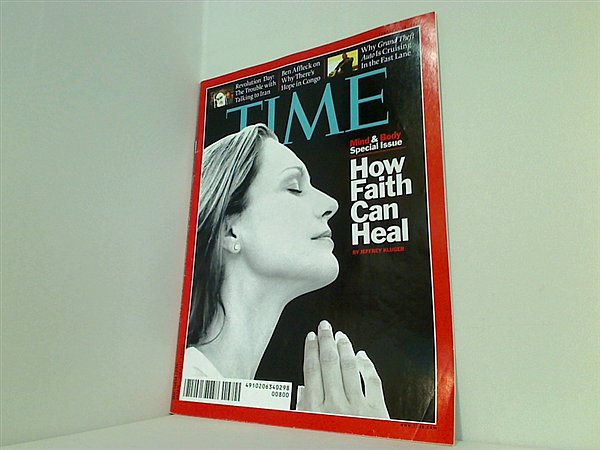 Revolution Day:
The Trouble with
Talking to Iran
Ben Affleck on
Why There's
Hope in Congo
Why Grand Theft
Auto Is Cruising
In the Fast Lane
TIME
Mind & Body
Special Issue
How
Faith
Can
Heal
BY JEFFREY KLUGER
4910206340298
00800